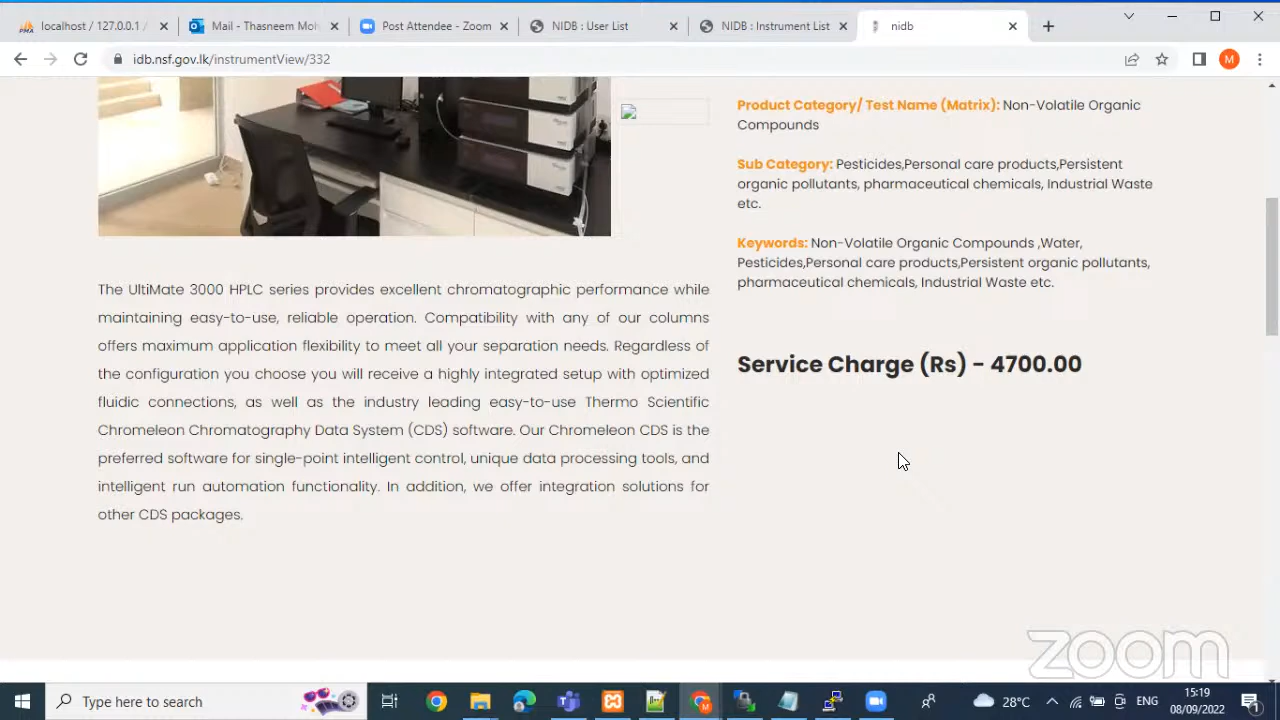 localhost / 127.0.0.1 /
Mail - Thasneem Moh
Post Attendee - Zoom
NIDB : User List
NIDB : Instrument List
nidb
idb.nsf.gov.lk/instrumentView/332
M
Product Category/ Test Name (Matrix): Non-Volatile Organic
Compounds
Sub Category: Pesticides,Personal care products,Persistent
organic pollutants, pharmaceutical chemicals, Industrial Waste
etc.
Keywords: Non-Volatile Organic Compounds ,Water,
Pesticides,Personal care products,Persistent organic pollutants,
pharmaceutical chemicals, Industrial Waste etc.
Service Charge (Rs) - 4700.00
The UltiMate 3000 HPLC series provides excellent chromatographic performance while
maintaining easy-to-use, reliable operation. Compatibility with any of our columns
offers maximum application flexibility to meet all your separation needs. Regardless of
the configuration you choose you will receive a highly integrated setup with optimized
fluidic connections, as well as the industry leading easy-to-use Thermo Scientific
Chromeleon Chromatography Data System (CDS) software. Our Chromeleon CDS is the
preferred software for single-point intelligent control, unique data processing tools, and
intelligent run automation functionality. In addition, we offer integration solutions for
other CDS packages.
zoom
Type here to search
28°C
ENG
15:19
08/09/2022